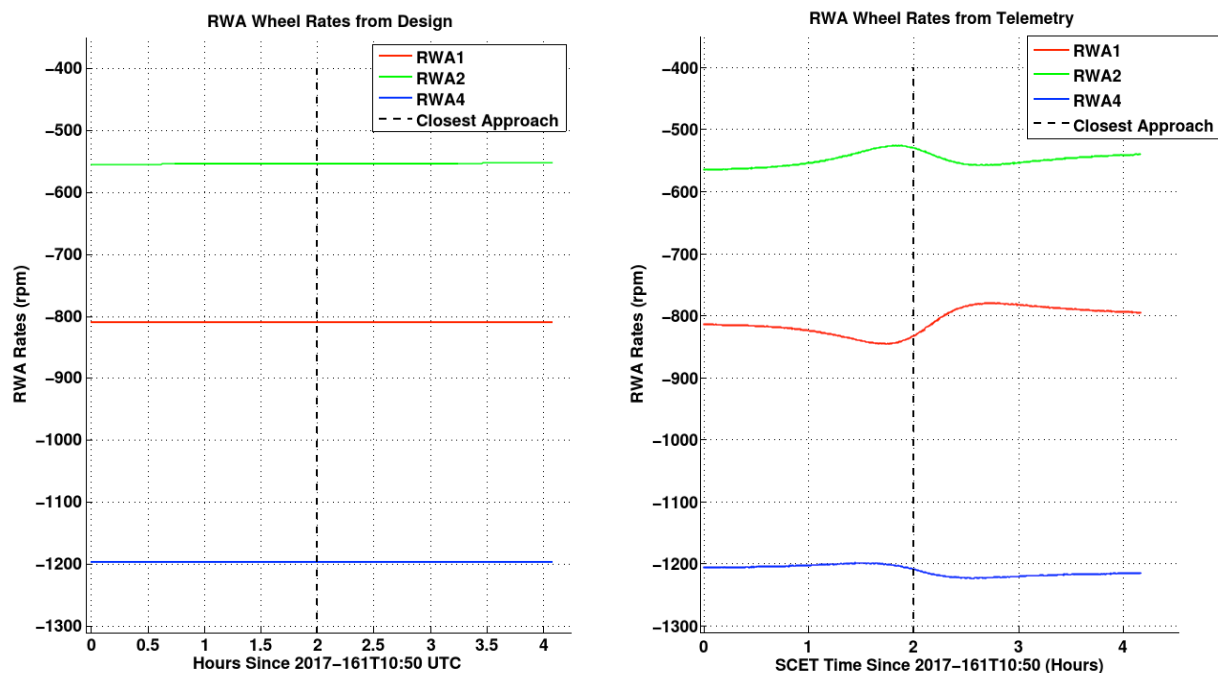 RWA Wheel Rates from Design
RWA1
RWA2
RWA4
Closest Approach
−400
−500
−600
−700
−800
−900
−1000
−1100
−1200
−1300
RWA Rates (rpm)
0 0.5 1 1.5 2 2.5 3 3.5 4
Hours Since 2017−161T10:50 UTC
RWA Wheel Rates from Telemetry
RWA1
RWA2
RWA4
Closest Approach
−400
−500
−600
−700
−800
−900
−1000
−1100
−1200
−1300
RWA Rates (rpm)
0 1 2 3 4
SCET Time Since 2017−161T10:50 (Hours)